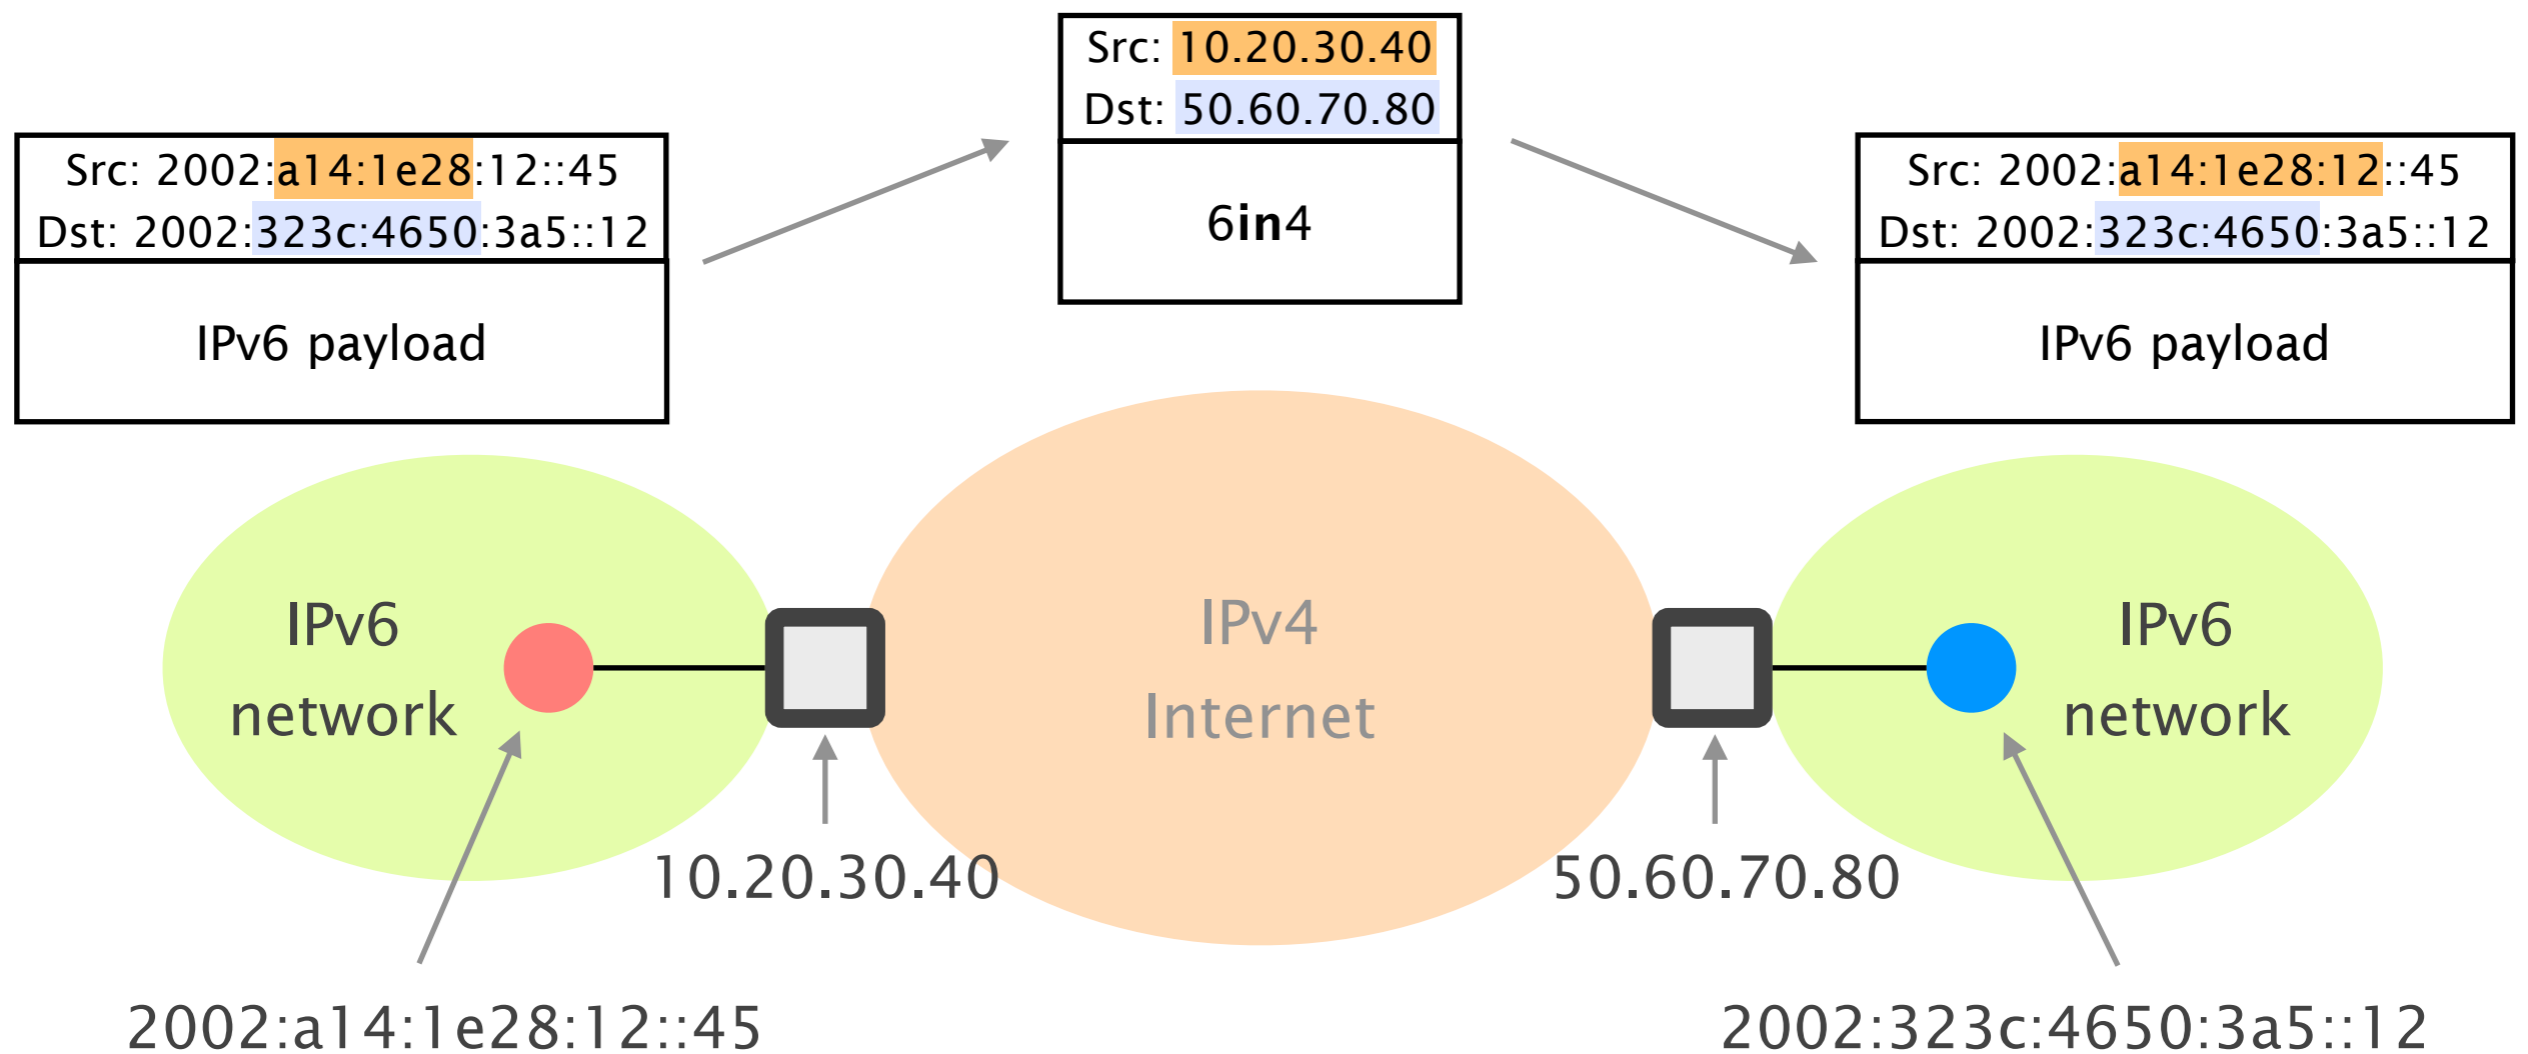 Src: 10.20.30.40
Dst: 50.60.70.80
6in4
Src: 2002:a14:1e28:12::45
Dst: 2002:323c:4650:3a5::12
IPv6 payload
Src: 2002:a14:1e28:12::45
Dst: 2002:323c:4650:3a5::12
IPv6 payload
IPv6
network
IPv4
Internet
IPv6
network
10.20.30.40
50.60.70.80
2002:a14:1e28:12::45
2002:323c:4650:3a5::12